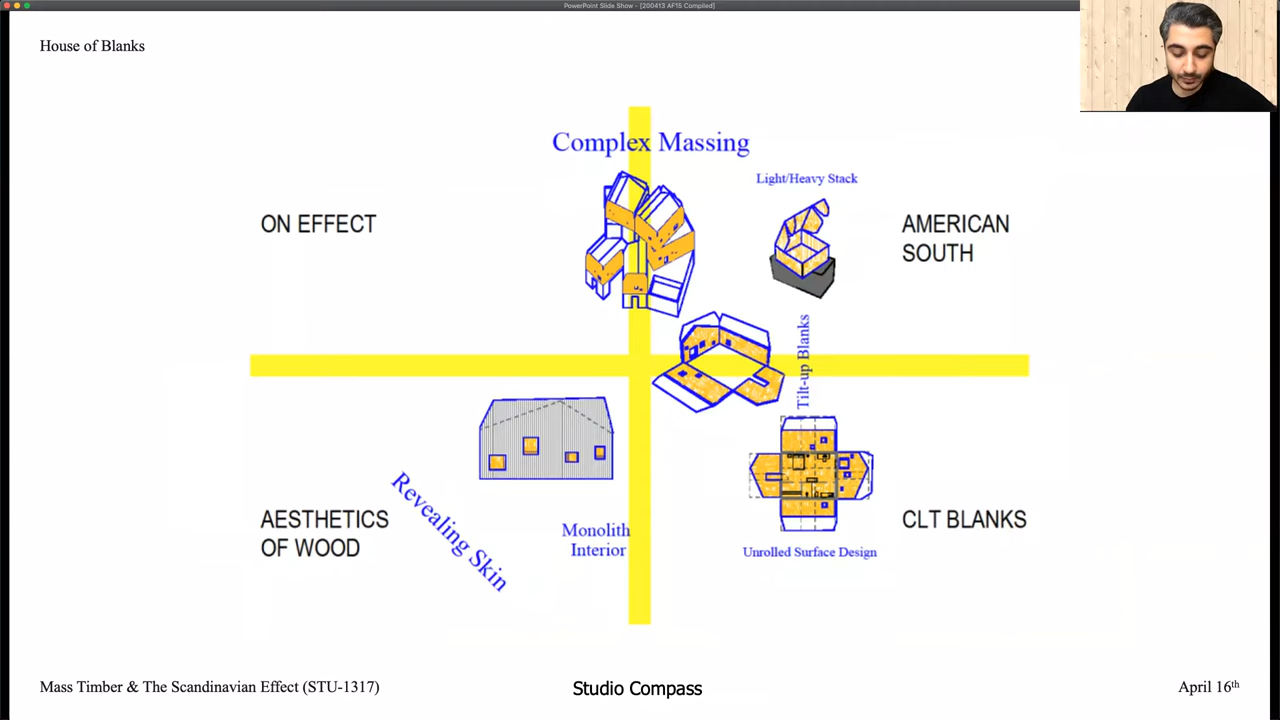 PowerPoint Slide Show - [200413 AF15 Compiled]
House of Blanks
Complex Massing
Light/Heavy Stack
ON EFFECT
AMERICAN
SOUTH
Tilt-up Blanks
Revealing Skin
AESTHETICS
OF WOOD
Monolith
Interior
CLT BLANKS
Unrolled Surface Design
Mass Timber & The Scandinavian Effect (STU-1317)
Studio Compass
April 16th